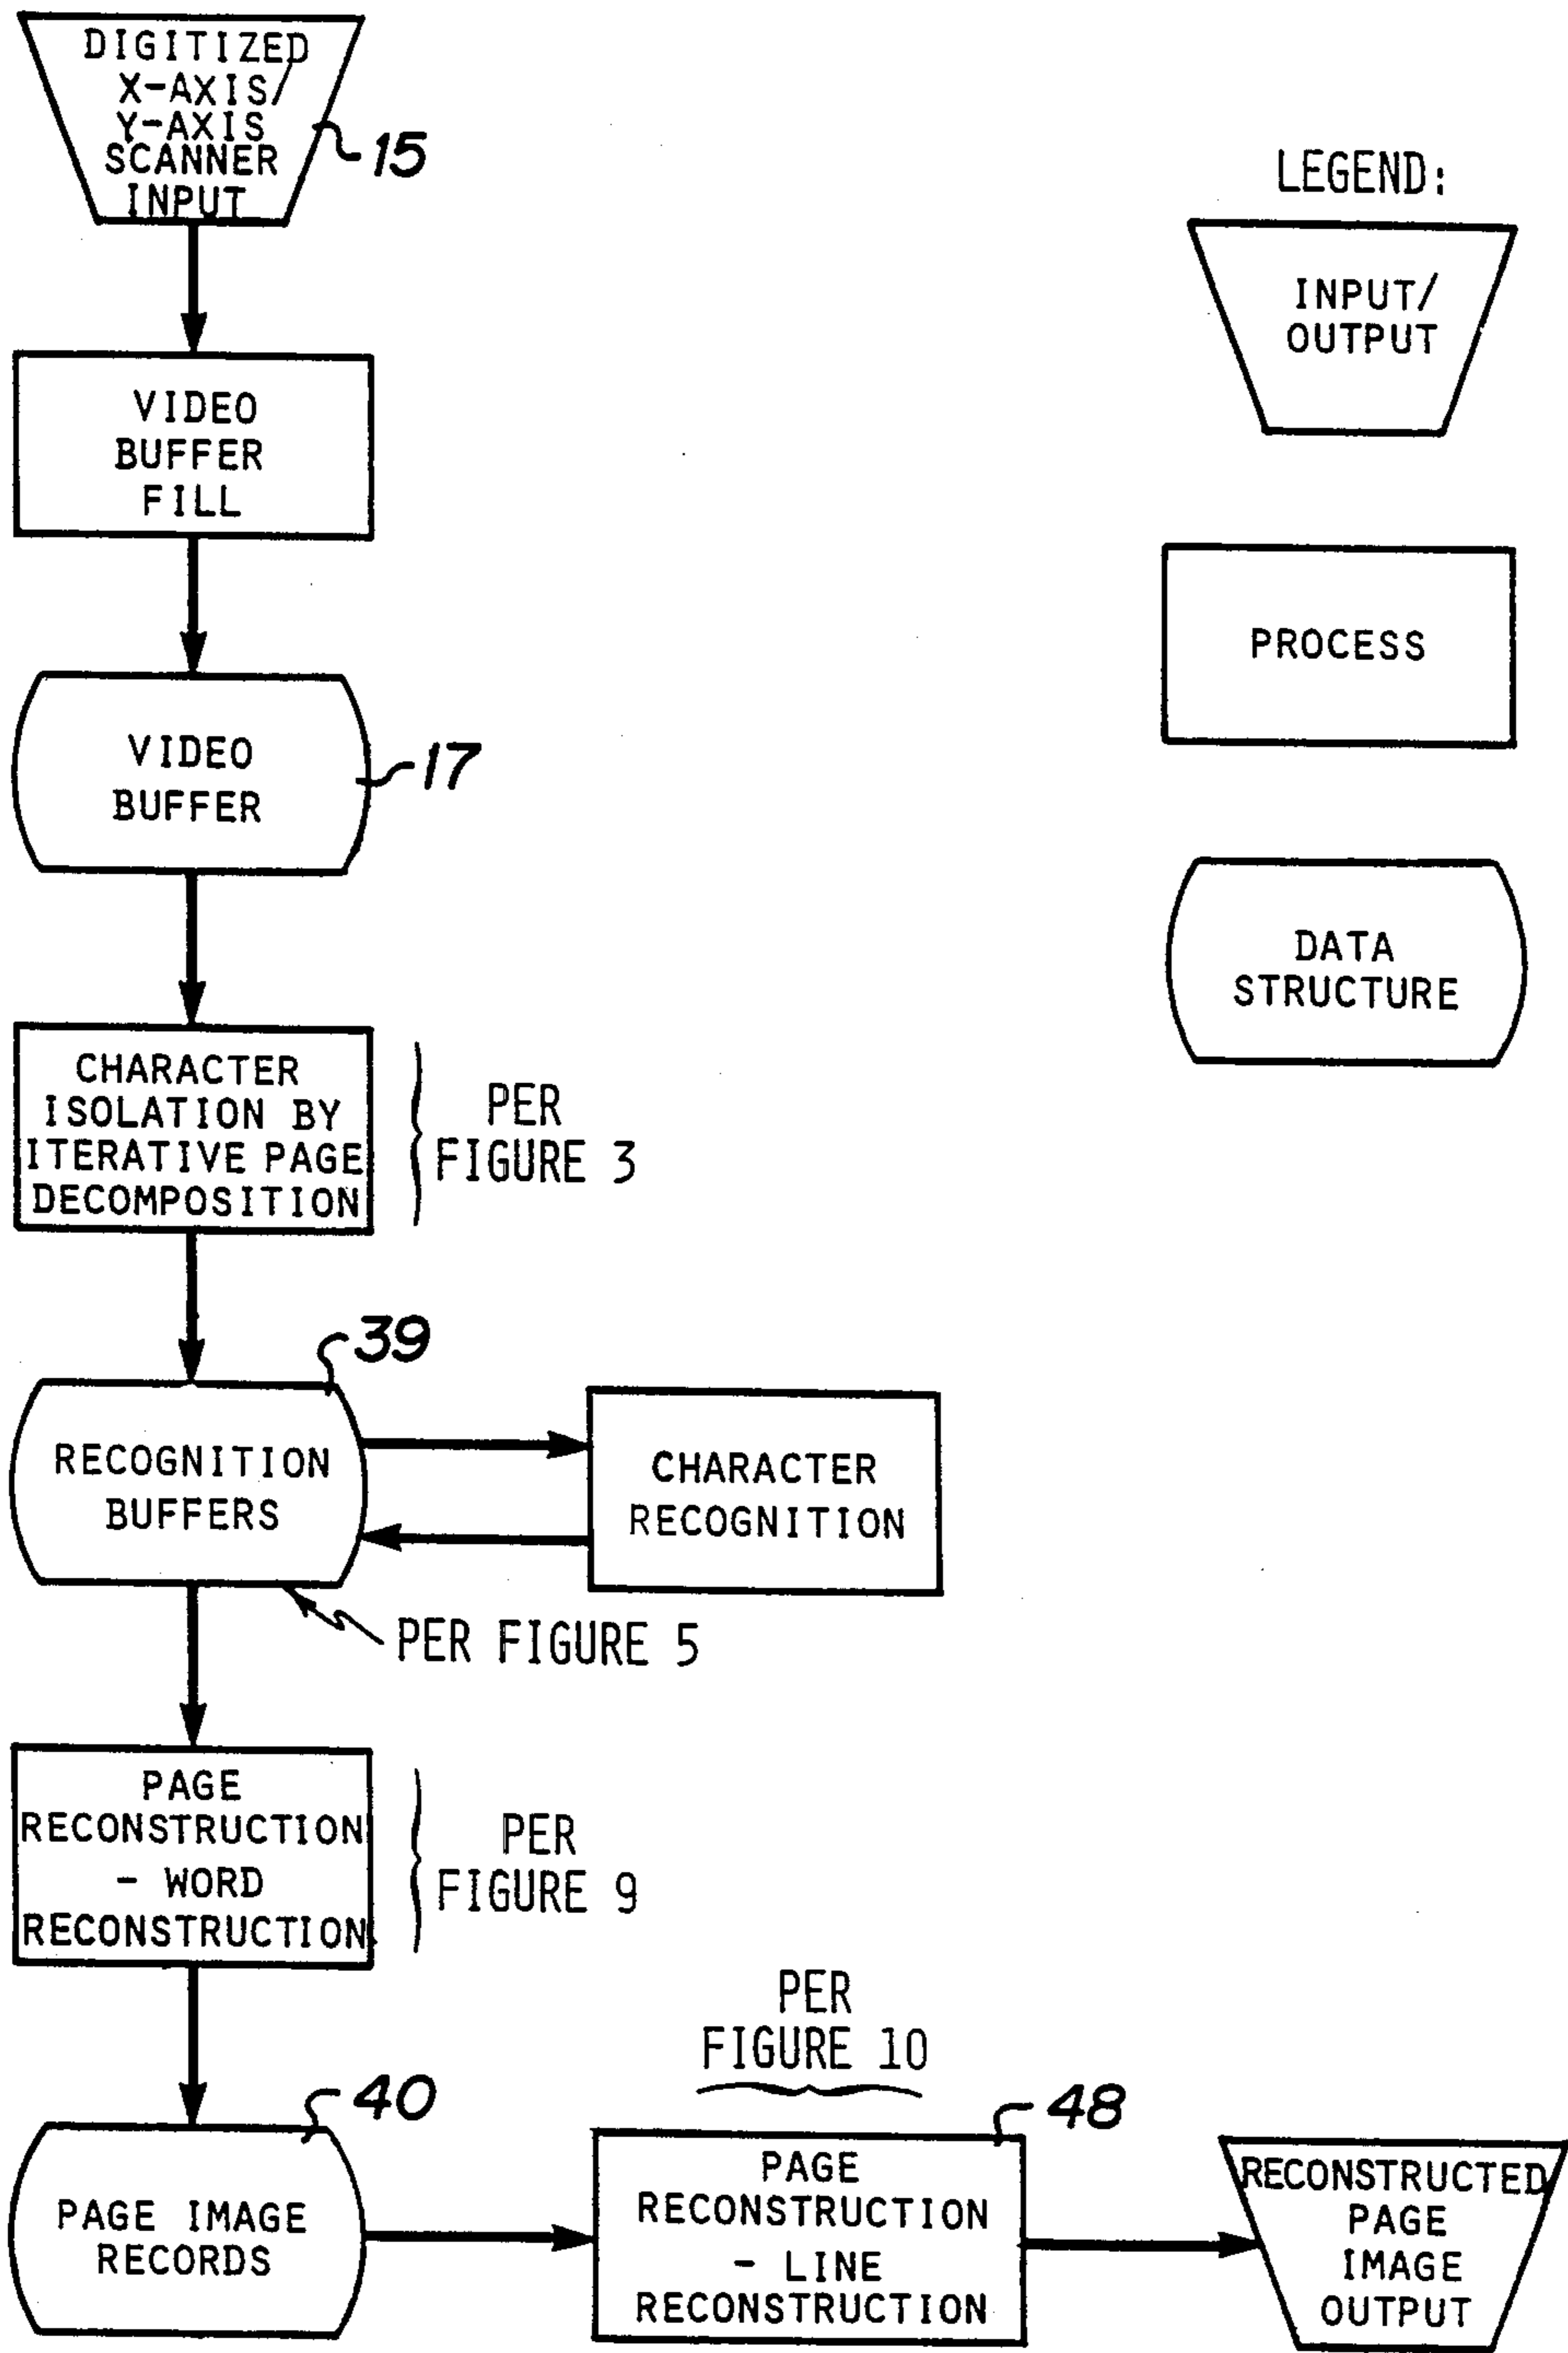 DIGITIZED
X-AXIS/
Y-AXIS
SCANNER
INPUT
15
VIDEO
BUFFER
FILL
VIDEO
BUFFER
17
CHARACTER
ISOLATION BY
ITERATIVE PAGE
DECOMPOSITION
PER
FIGURE 3
39
RECOGNITION
BUFFERS
CHARACTER
RECOGNITION
PER FIGURE 5
PAGE
RECONSTRUCTION
- WORD
RECONSTRUCTION
PER
FIGURE 9
40
PAGE IMAGE
RECORDS
PER
FIGURE 10
48
PAGE
RECONSTRUCTION
- LINE
RECONSTRUCTION
RECONSTRUCTED
PAGE
IMAGE
OUTPUT
LEGEND:
INPUT/
OUTPUT
PROCESS
DATA
STRUCTURE